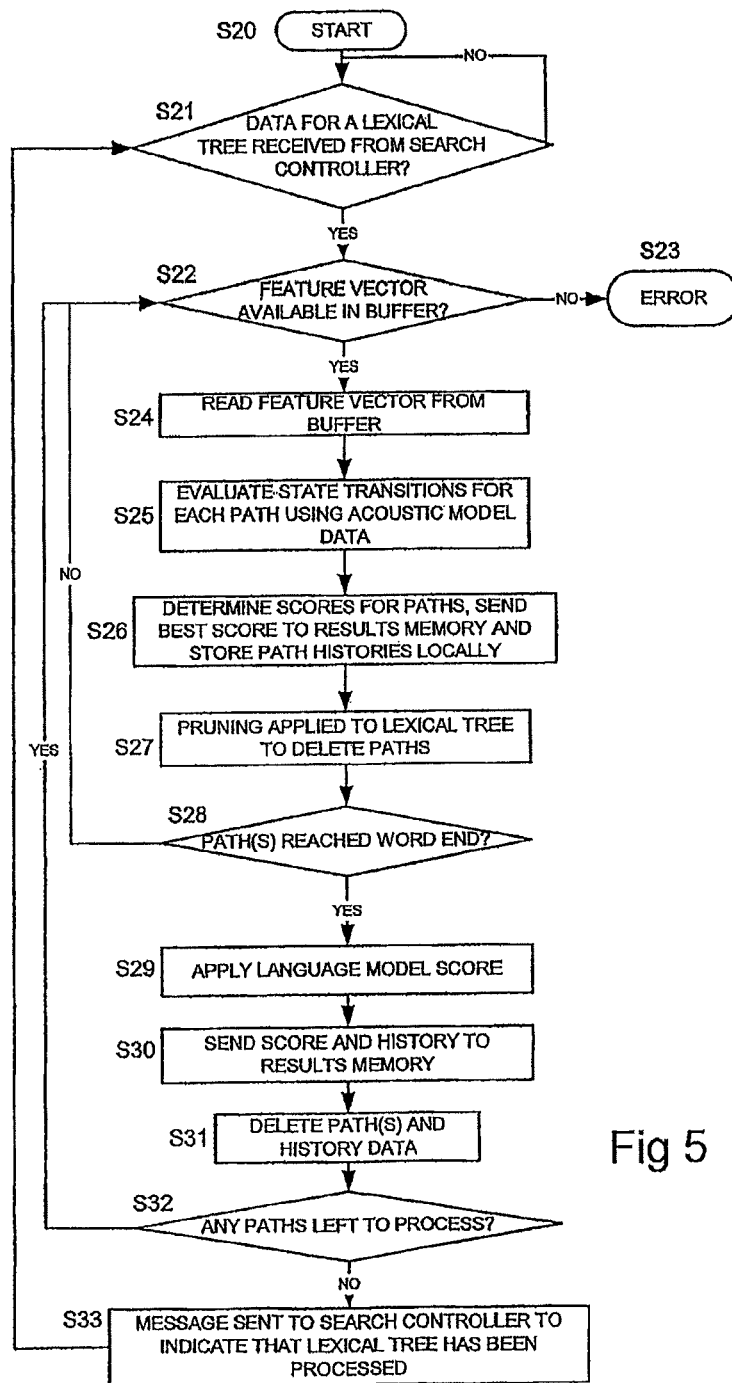 S20
START
NO
S21
DATA FOR A LEXICAL
TREE RECEIVED FROM SEARCH
CONTROLLER?
YES
S22
FEATURE VECTOR
AVAILABLE IN BUFFER?
NO
S23
ERROR
YES
S24
READ FEATURE VECTOR FROM
BUFFER
S25
EVALUATE STATE TRANSITIONS FOR
EACH PATH USING ACOUSTIC MODEL
DATA
NO
S26
DETERMINE SCORES FOR PATHS, SEND
BEST SCORE TO RESULTS MEMORY AND
STORE PATH HISTORIES LOCALLY
YES
S27
PRUNING APPLIED TO LEXICAL TREE
TO DELETE PATHS
S28
PATH(S) REACHED WORD END?
YES
S29
APPLY LANGUAGE MODEL SCORE
S30
SEND SCORE AND HISTORY TO
RESULTS MEMORY
S31
DELETE PATH(S) AND
HISTORY DATA
Fig 5
S32
ANY PATHS LEFT TO PROCESS?
NO
S33
MESSAGE SENT TO SEARCH CONTROLLER TO
INDICATE THAT LEXICAL TREE HAS BEEN
PROCESSED